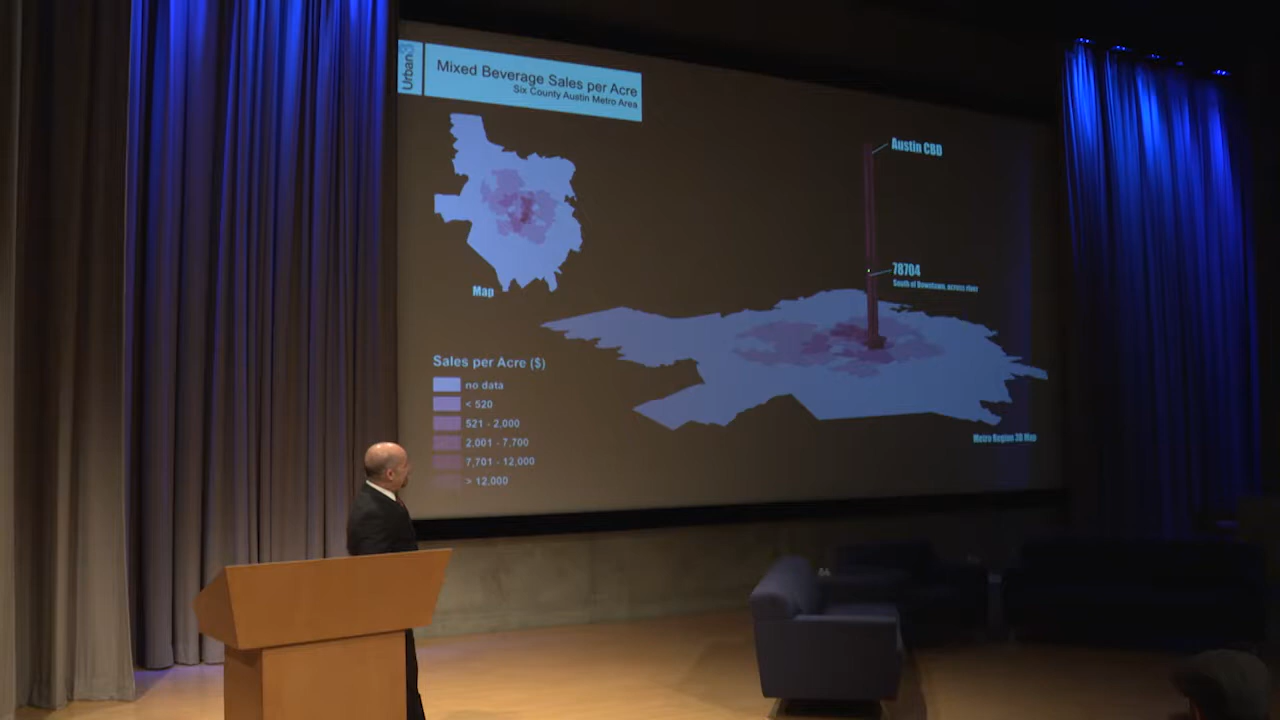 Urban3
Mixed Beverage Sales per Acre
Six County Austin Metro Area
Austin CBD
78704
South of Downtown, across river
Map
Sales per Acre ($)
no data
< 520
521 - 2,000
2,001 - 7,700
7,701 - 12,000
> 12,000
Metro Region 3D Map